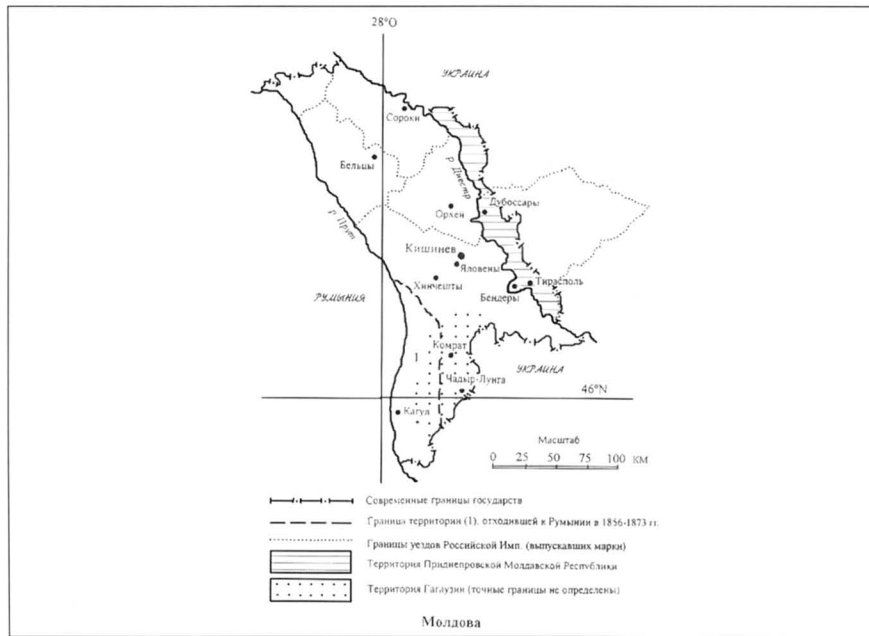 28°O
УКРАИНА
Сороки
Бельцы
р. Днестр
Дубоссары
Орхеи
р. Прут
Кишинев
Яловены
Хинчешты
Тирасполь
Бендеры
РУМЫНИЯ
Комрат
1
УКРАИНА
Чадыр-Лунга
46°N
Кагул
Масштаб
0 25 50 75 100 КМ
Современные границы государств
Граница территории (1), отходившей к Румынии в 1856-1873 гг.
Границы уездов Российской Имп. (выпускавших марки)
Территория Приднепровской Молдавской Республики
Территория Гаглузии (точные границы не определены)
Молдова